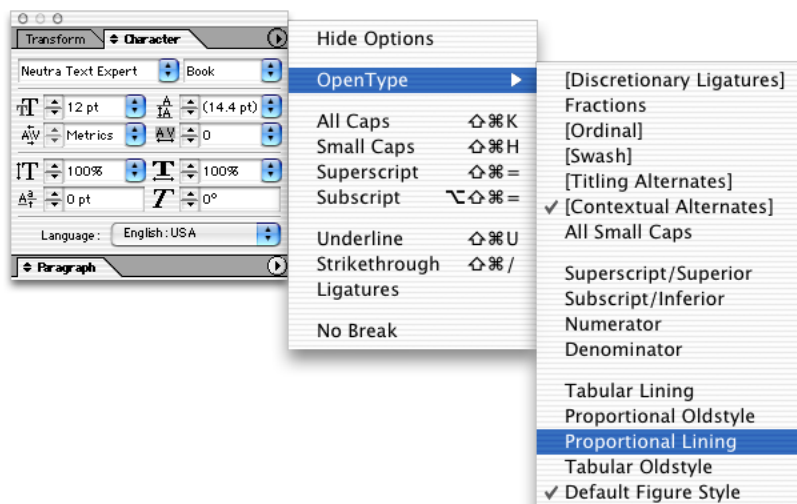 Transform Character
Neutra Text Expert Book
12 pt (14.4 pt)
Metrics 0
100% 100%
0 pt 0°
Language: English: USA
Paragraph
Hide Options
OpenType
All Caps ⇧⌘K
Small Caps ⇧⌘H
Superscript ⇧⌘=
Subscript ⌥⇧⌘=
Underline ⇧⌘U
Strikethrough ⇧⌘/
Ligatures
No Break
[Discretionary Ligatures]
Fractions
[Ordinal]
[Swash]
[Titling Alternates]
✓ [Contextual Alternates]
All Small Caps
Superscript/Superior
Subscript/Inferior
Numerator
Denominator
Tabular Lining
Proportional Oldstyle
Proportional Lining
Tabular Oldstyle
✓ Default Figure Style